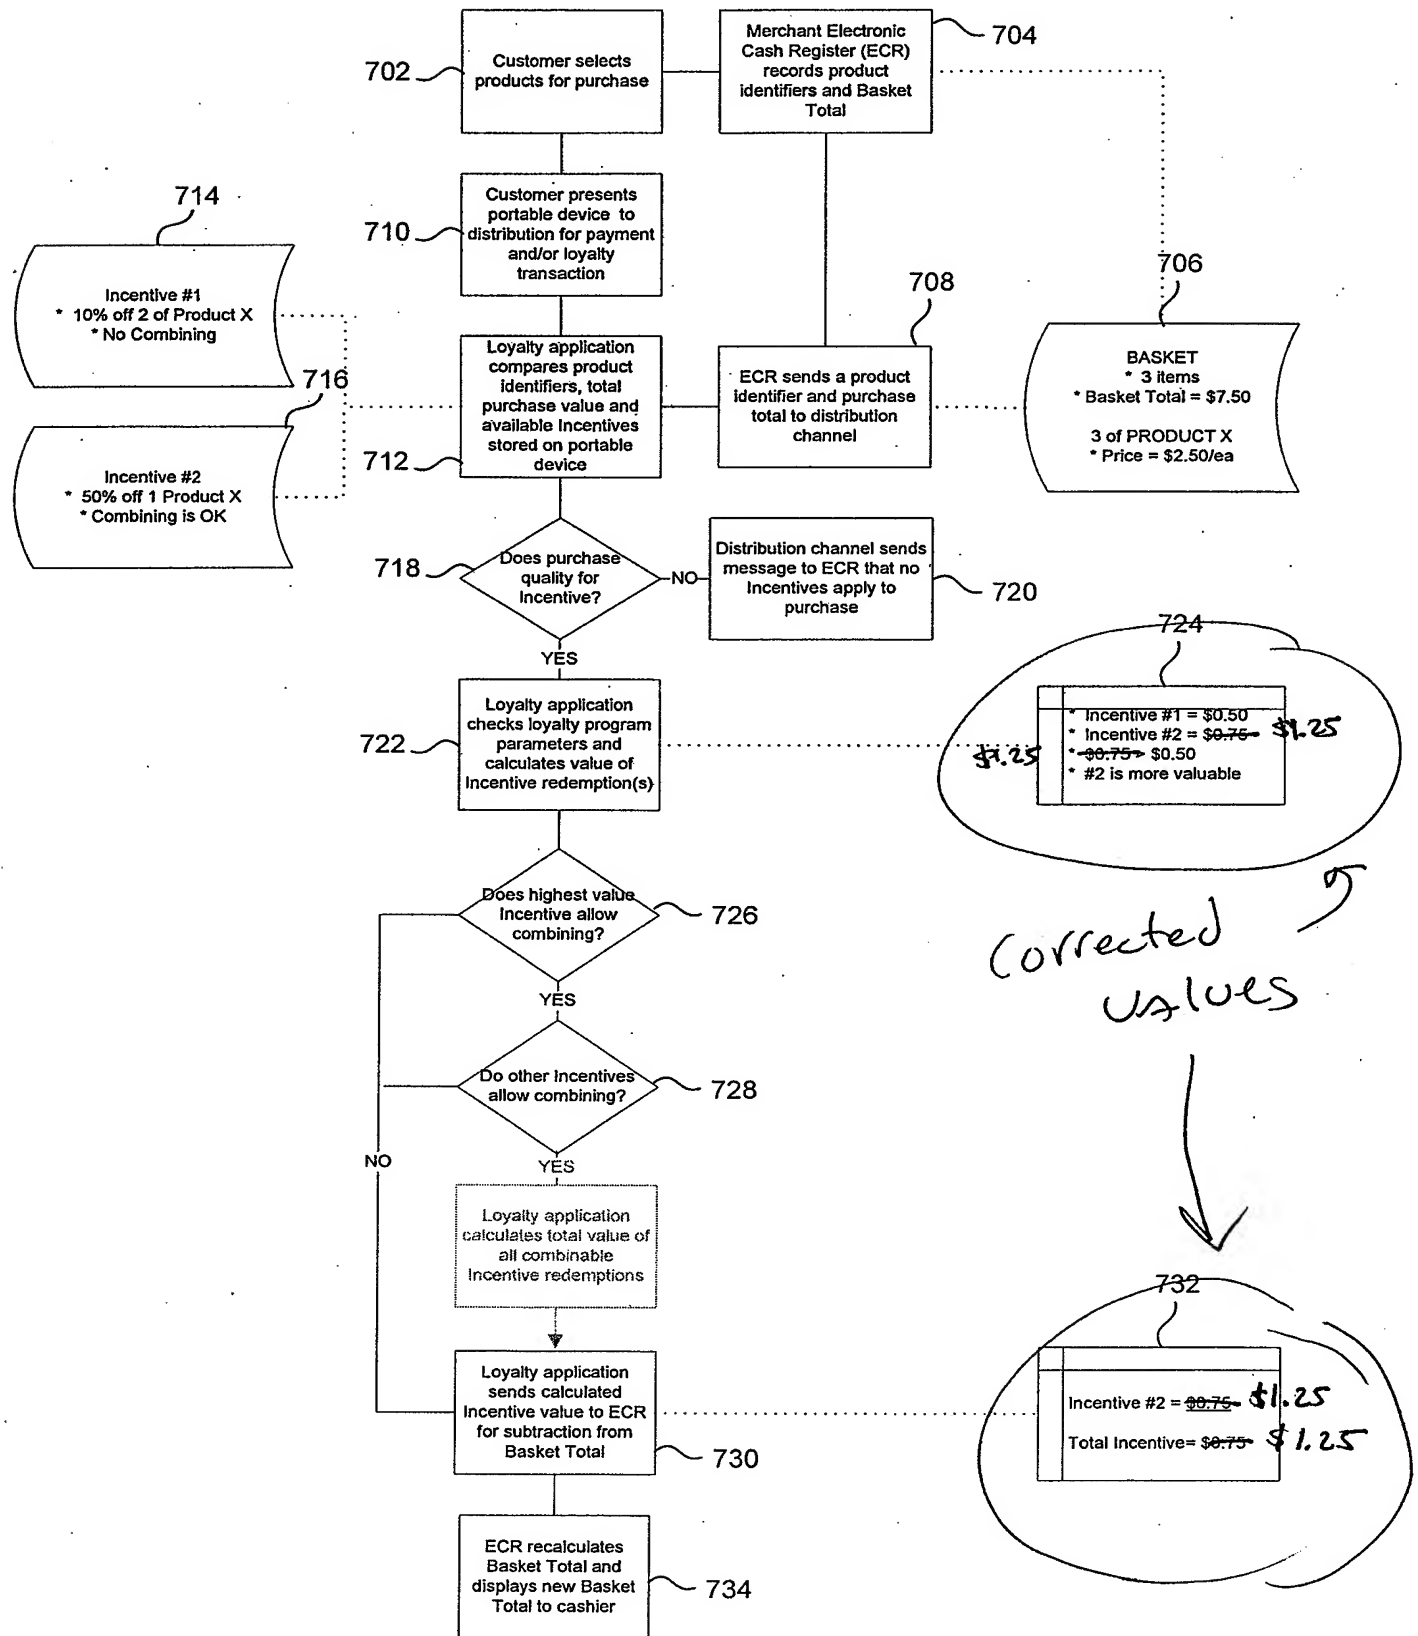 702
Customer selects
products for purchase
Merchant Electronic
Cash Register (ECR)
records product
identifiers and Basket
Total
704
710
Customer presents
portable device to
distribution for payment
and/or loyalty
transaction
714
Incentive #1
* 10% off 2 of Product X
* No Combining
716
Incentive #2
* 50% off 1 Product X
* Combining is OK
712
Loyalty application
compares product
identifiers, total
purchase value and
available Incentives
stored on portable
device
708
ECR sends a product
identifier and purchase
total to distribution
channel
706
BASKET
* 3 items
* Basket Total = $7.50
3 of PRODUCT X
* Price = $2.50/ea
718
Does purchase
quality for
Incentive?
NO
Distribution channel sends
message to ECR that no
Incentives apply to
purchase
720
YES
722
Loyalty application
checks loyalty program
parameters and
calculates value of
Incentive redemption(s)
724
* Incentive #1 = $0.50
* Incentive #2 = $0.75 $1.25
$1.25 * $0.75> $0.50
* #2 is more valuable
Corrected
values
Does highest value
Incentive allow
combining?
726
YES
Do other Incentives
allow combining?
728
NO
YES
Loyalty application
calculates total value of
all combinable
Incentive redemptions
Loyalty application
sends calculated
Incentive value to ECR
for subtraction from
Basket Total
730
732
Incentive #2 = $0.75 $1.25
Total Incentive= $0.75 $1.25
ECR recalculates
Basket Total and
displays new Basket
Total to cashier
734